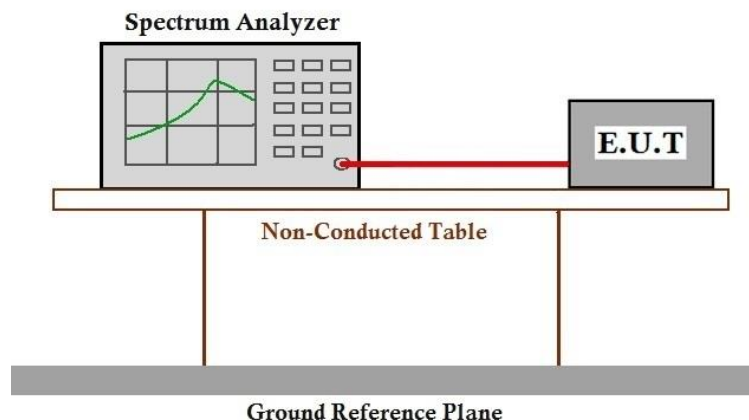 Spectrum Analyzer
E.U.T
Non-Conducted Table
Ground Reference Plane